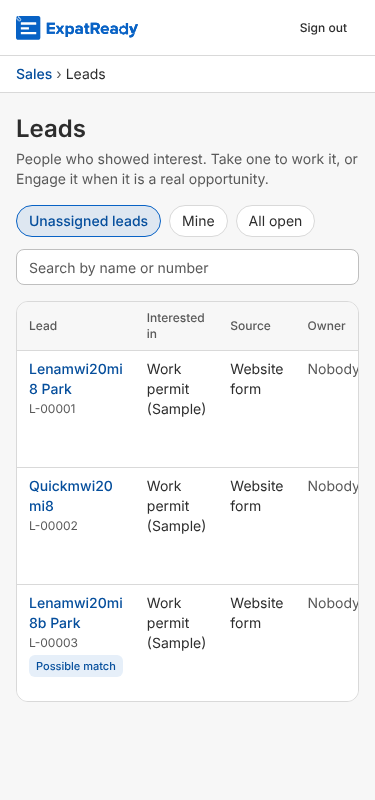 ExpatReady
Sign out
Sales › Leads
Leads
People who showed interest. Take one to work it, or
Engage it when it is a real opportunity.
Unassigned leads
Mine
All open
Search by name or number
Lead
Interested
in
Source
Owner
Lenamwi20mi
8 Park
L-00001
Work
permit
(Sample)
Website
form
Nobody
Quickmwi20
mi8
L-00002
Work
permit
(Sample)
Website
form
Nobody
Lenamwi20mi
8b Park
L-00003
Possible match
Work
permit
(Sample)
Website
form
Nobody